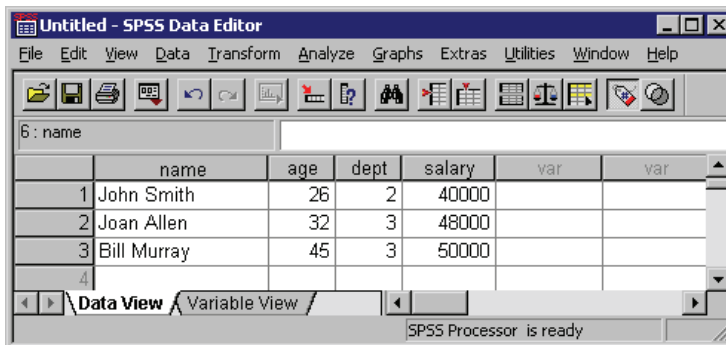 Untitled - SPSS Data Editor
File Edit View Data Transform Analyze Graphs Extras Utilities Window Help
6 : name
name age dept salary var var
1 John Smith 26 2 40000
2 Joan Allen 32 3 48000
3 Bill Murray 45 3 50000
4
Data View Variable View
SPSS Processor is ready